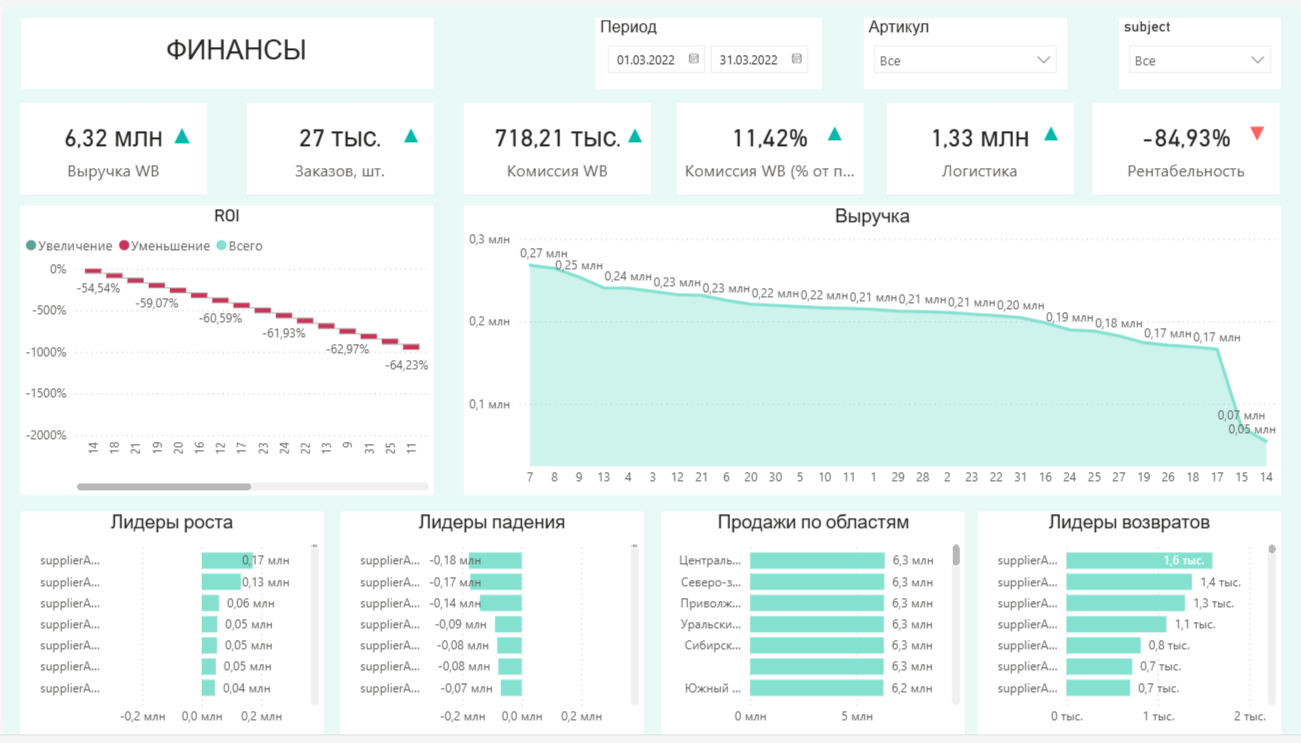 ФИНАНСЫ
Период
01.03.2022 31.03.2022
Артикул
Все
subject
Все
6,32 МЛН
Выручка WB
27 ТЫС.
Заказов, шт.
718,21 ТЫС.
Комиссия WB
11,42%
Комиссия WB (% от п...
1,33 МЛН
Логистика
-84,93%
Рентабельность
ROI
Увеличение Уменьшение Всего
0%
-500%
-1000%
-1500%
-2000%
-54,54%
-59,07%
-60,59%
-61,93%
-62,97%
-64,23%
14 18 21 19 20 16 12 17 23 24 22 13 9 31 25 11
Выручка
0,3 млн
0,2 млн
0,1 млн
0,27 млн
0,25 млн
0,24 млн
0,23 млн
0,23 млн
0,22 млн
0,22 млн
0,21 млн
0,21 млн
0,21 млн
0,20 млн
0,19 млн
0,18 млн
0,17 млн
0,17 млн
0,07 млн
0,05 млн
7 8 9 13 4 3 12 21 6 20 30 5 10 11 1 29 28 2 23 22 31 16 24 25 27 19 26 18 17 15 14
Лидеры роста
supplierA... 0,17 млн
supplierA... 0,13 млн
supplierA... 0,06 млн
supplierA... 0,05 млн
supplierA... 0,05 млн
supplierA... 0,05 млн
supplierA... 0,04 млн
-0,2 млн 0,0 млн 0,2 млн
Лидеры падения
supplierA... -0,18 млн
supplierA... -0,17 млн
supplierA... -0,14 млн
supplierA... -0,09 млн
supplierA... -0,08 млн
supplierA... -0,08 млн
supplierA... -0,07 млн
-0,2 млн 0,0 млн 0,2 млн
Продажи по областям
Централь... 6,3 млн
Северо-з... 6,3 млн
Приволж... 6,3 млн
Уральски... 6,3 млн
Сибирск... 6,3 млн
6,3 млн
Южный ... 6,2 млн
0 млн 5 млн
Лидеры возвратов
supplierA... 1,6 тыс.
supplierA... 1,4 тыс.
supplierA... 1,3 тыс.
supplierA... 1,1 тыс.
supplierA... 0,8 тыс.
supplierA... 0,7 тыс.
supplierA... 0,7 тыс.
0 тыс. 1 тыс. 2 тыс.